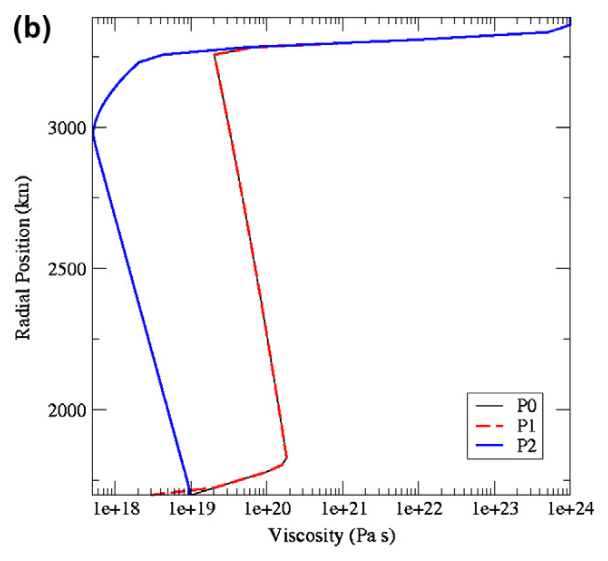 (b)
Radial Position (km)
3000
2500
2000
P0
P1
P2
1e+18 1e+19 1e+20 1e+21 1e+22 1e+23 1e+24
Viscosity (Pa s)